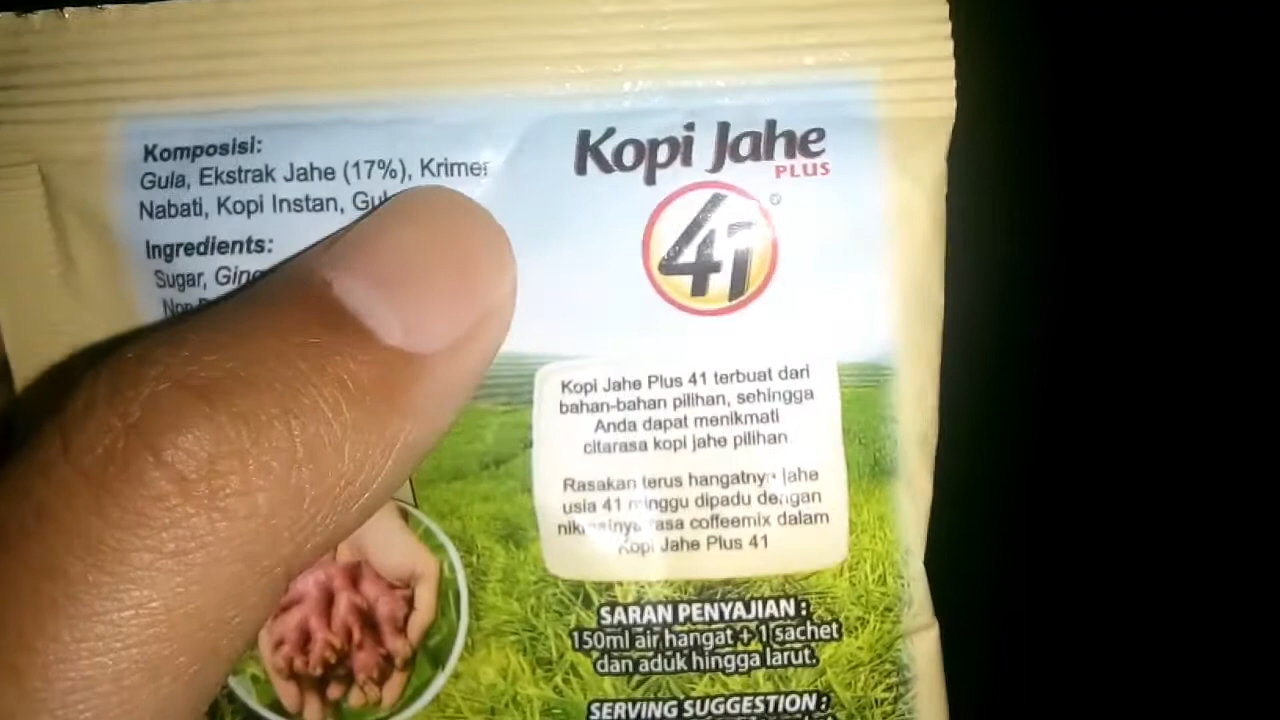 Komposisi:
Gula, Ekstrak Jahe (17%), Krimer
Nabati, Kopi Instan,
Ingredients:
Sugar,
Kopi Jahe
PLUS
41
Kopi Jahe Plus 41 terbuat dari
bahan-bahan pilihan, sehingga
Anda dapat menikmati
citarasa kopi jahe pilihan
Rasakan terus hangatnya jahe
usia 41 minggu dipadu dengan
rasa coffeemix dalam
Kopi Jahe Plus 41
SARAN PENYAJIAN :
150ml air hangat + 1 sachet
dan aduk hingga larut.
SERVING SUGGESTION :